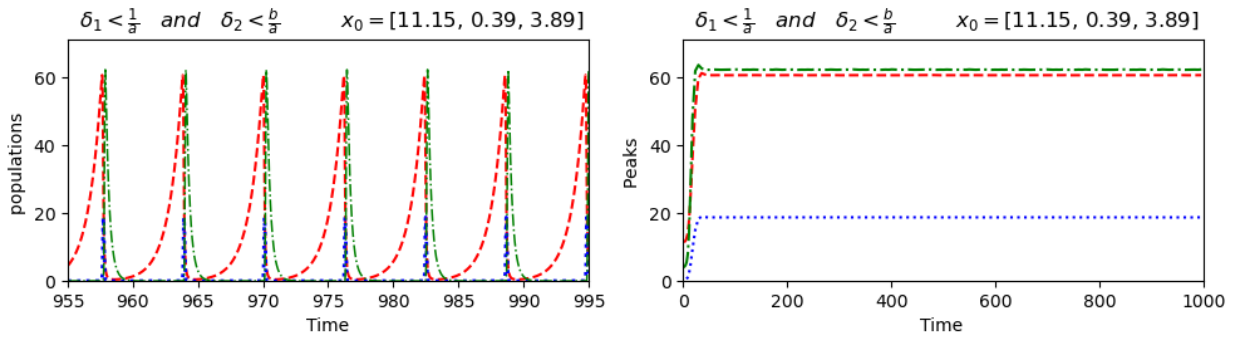 δ₁ < 1/a and δ₂ < b/a x₀ = [11.15, 0.39, 3.89]
populations
60
40
20
0
955 960 965 970 975 980 985 990 995
Time
δ₁ < 1/a and δ₂ < b/a x₀ = [11.15, 0.39, 3.89]
Peaks
60
40
20
0
0 200 400 600 800 1000
Time